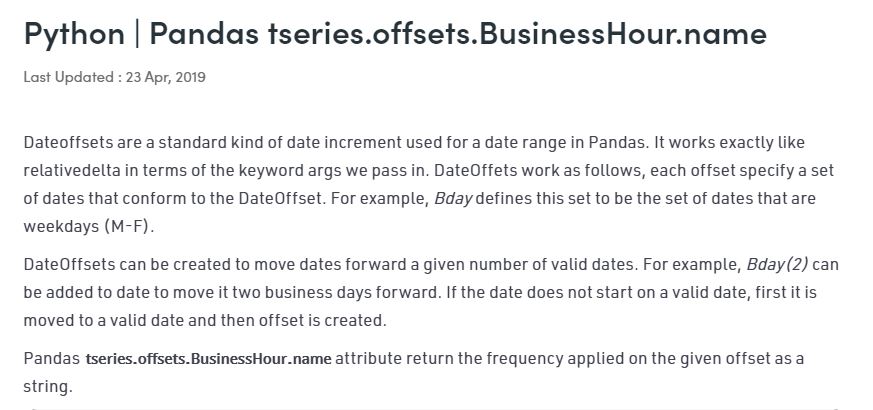 Python | Pandas tseries.offsets.BusinessHour.name
Last Updated : 23 Apr, 2019
Dateoffsets are a standard kind of date increment used for a date range in Pandas. It works exactly like
relativedelta in terms of the keyword args we pass in. DateOffets work as follows, each offset specify a set
of dates that conform to the DateOffset. For example, Bday defines this set to be the set of dates that are
weekdays (M-F).
DateOffsets can be created to move dates forward a given number of valid dates. For example, Bday(2) can
be added to date to move it two business days forward. If the date does not start on a valid date, first it is
moved to a valid date and then offset is created.
Pandas tseries.offsets.BusinessHour.name attribute return the frequency applied on the given offset as a
string.